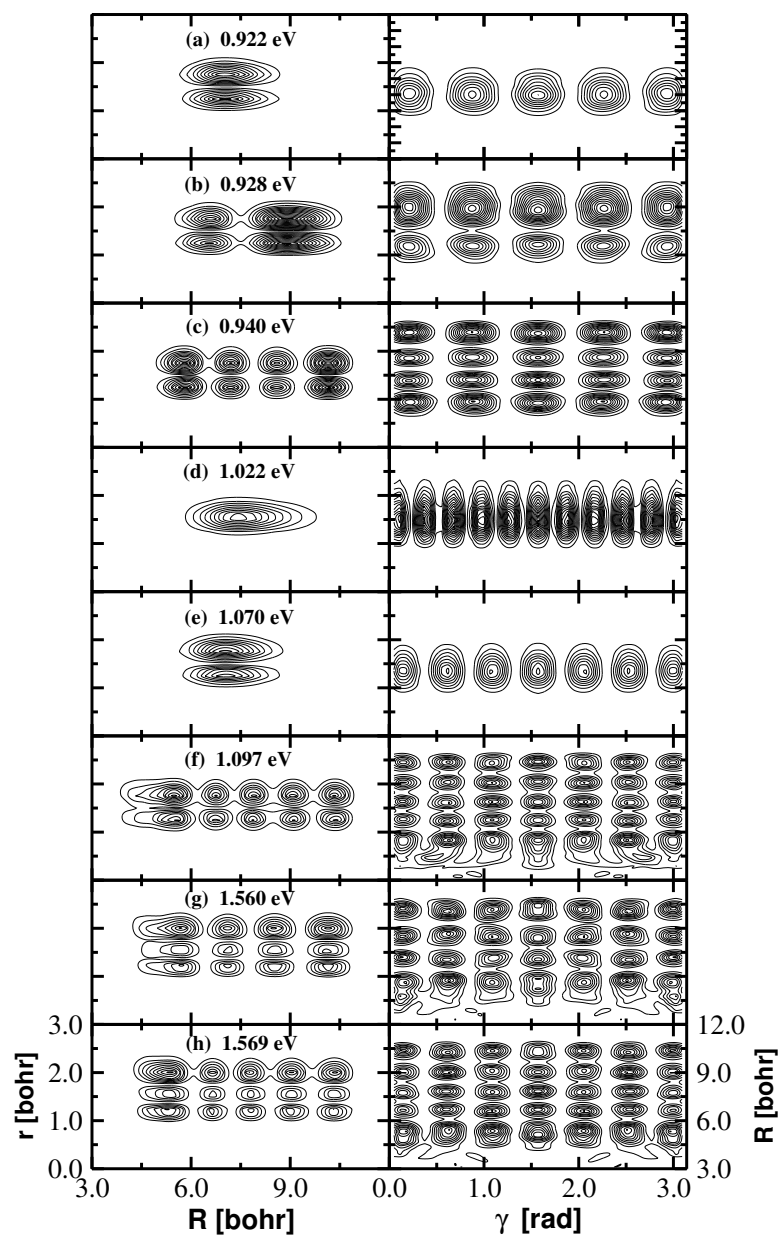 (a) 0.922 eV
(b) 0.928 eV
(c) 0.940 eV
(d) 1.022 eV
(e) 1.070 eV
(f) 1.097 eV
(g) 1.560 eV
(h) 1.569 eV
3.0
2.0
1.0
0.0
r [bohr]
12.0
9.0
6.0
3.0
R [bohr]
3.0 6.0 9.0 0.0 1.0 2.0 3.0
R [bohr] γ [rad]